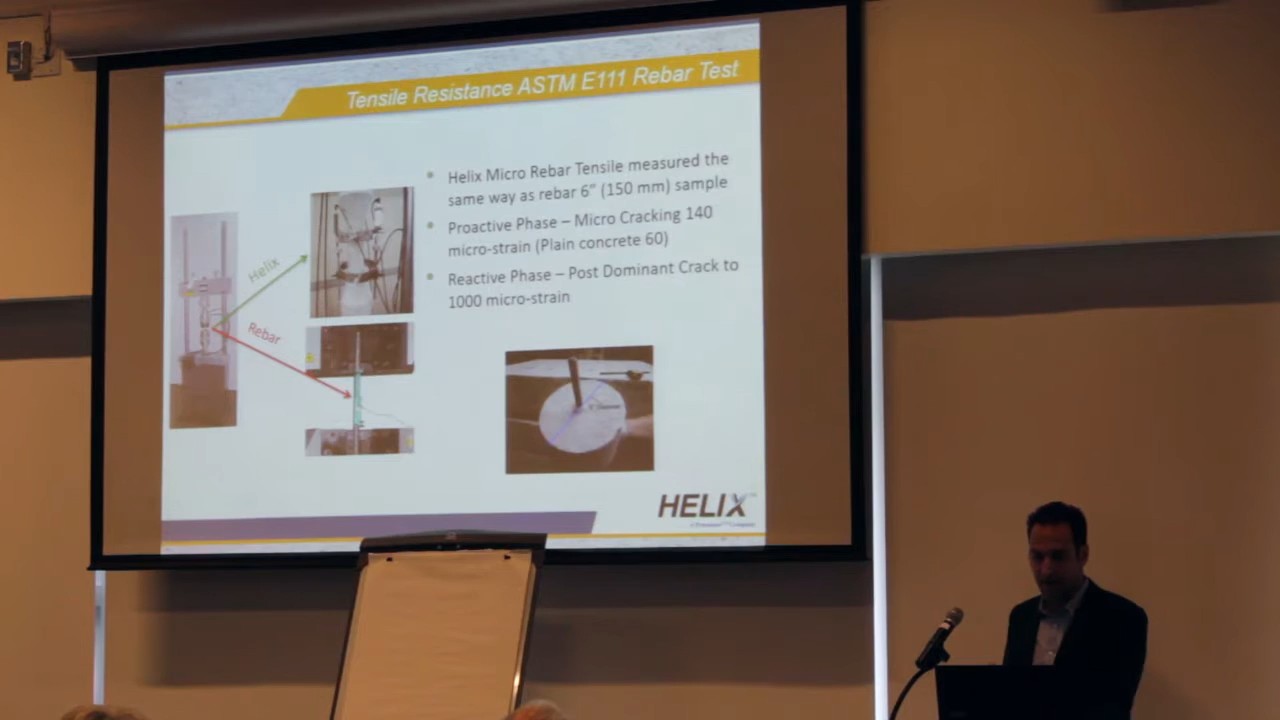 Tensile Resistance ASTM E111 Rebar Test
Helix Micro Rebar Tensile measured the
same way as rebar 6" (150 mm) sample
Proactive Phase – Micro Cracking 140
micro-strain (Plain concrete 60)
Reactive Phase – Post Dominant Crack to
1000 micro-strain
Helix
Rebar
HELIX